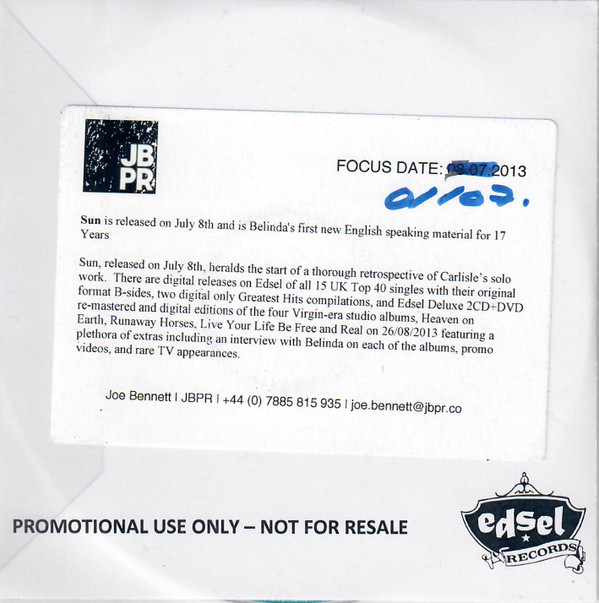 JB
PR
FOCUS DATE: 08.07.2013
01/07.
Sun is released on July 8th and is Belinda's first new English speaking material for 17
Years
Sun, released on July 8th, heralds the start of a thorough retrospective of Carlisle's solo
work.  There are digital releases on Edsel of all 15 UK Top 40 singles with their original
format B-sides, two digital only Greatest Hits compilations, and Edsel Deluxe 2CD+DVD
re-mastered and digital editions of the four Virgin-era studio albums, Heaven on
Earth, Runaway Horses, Live Your Life Be Free and Real on 26/08/2013 featuring a
plethora of extras including an interview with Belinda on each of the albums, promo
videos, and rare TV appearances.
Joe Bennett | JBPR | +44 (0) 7885 815 935 | joe.bennett@jbpr.co
edsel
RECORDS
PROMOTIONAL USE ONLY – NOT FOR RESALE